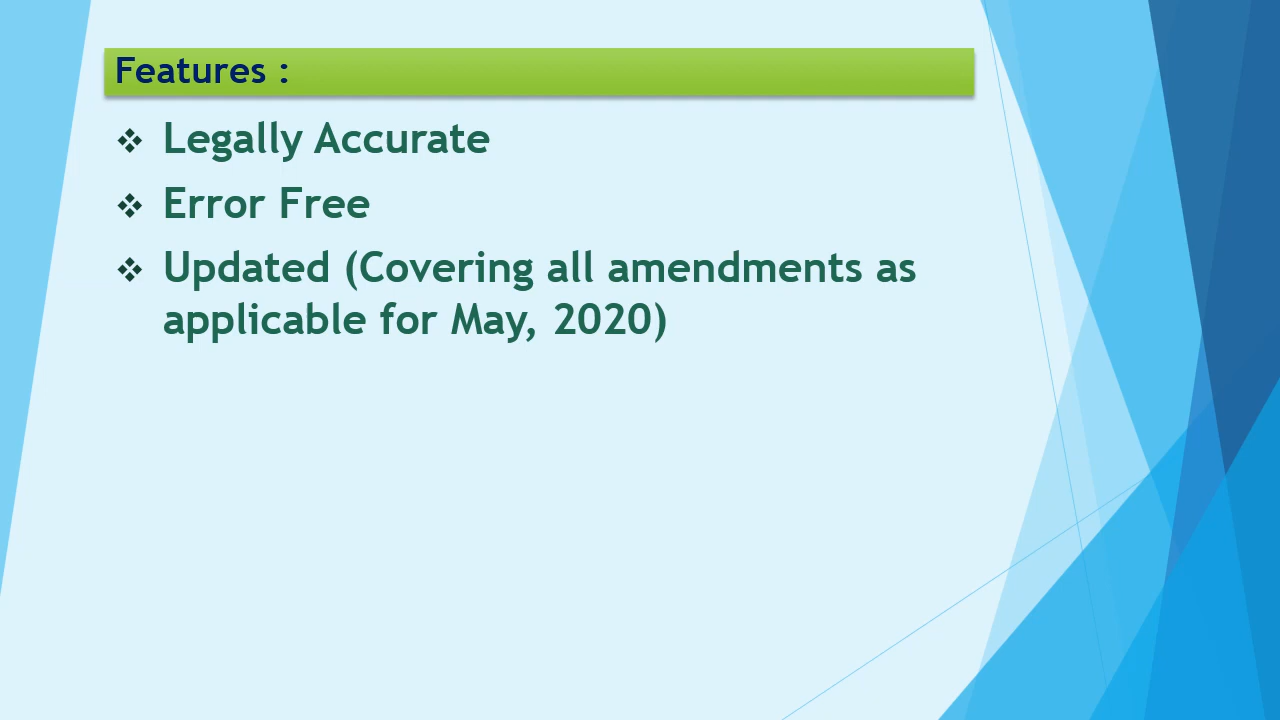 Features :
❖ Legally Accurate
❖ Error Free
❖ Updated (Covering all amendments as
applicable for May, 2020)